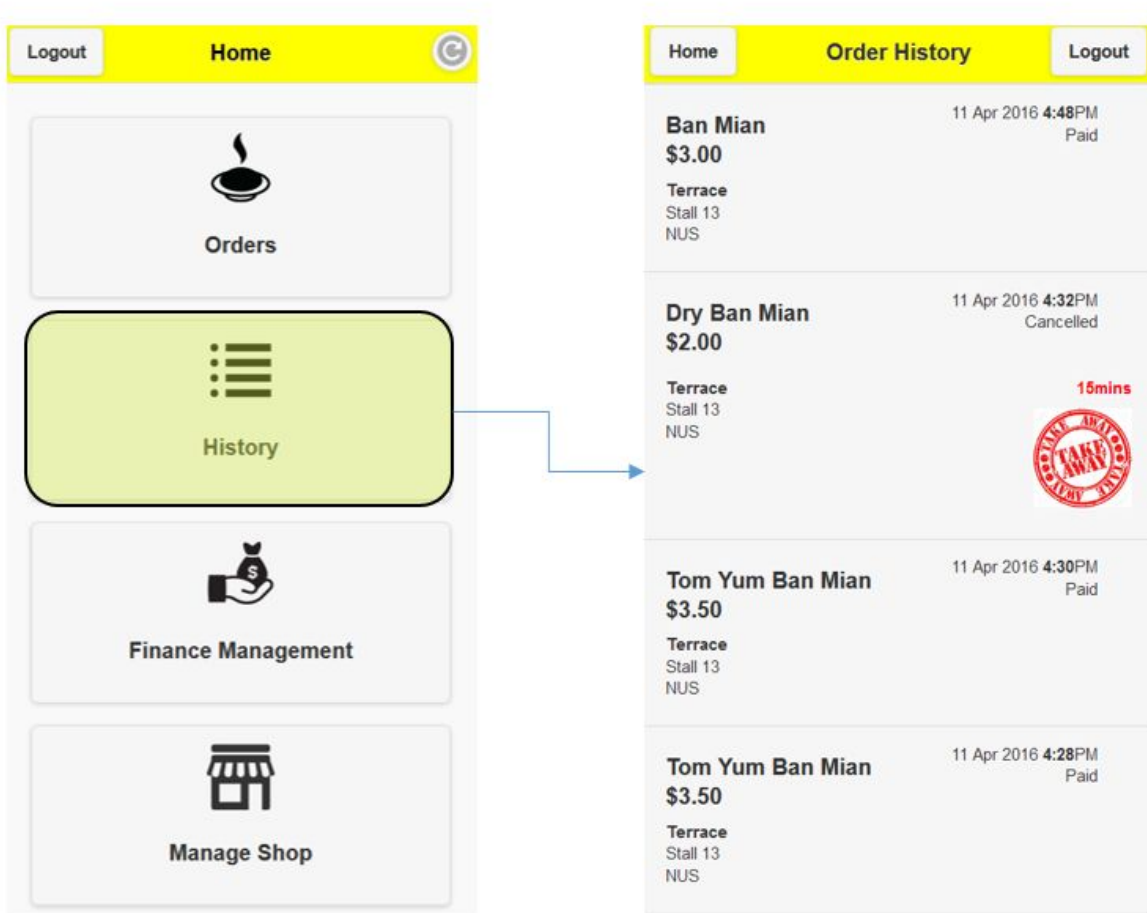 Logout
Home
Orders
History
Finance Management
Manage Shop
Home
Order History
Logout
Ban Mian
$3.00
11 Apr 2016 4:48PM
Paid
Terrace
Stall 13
NUS
Dry Ban Mian
$2.00
11 Apr 2016 4:32PM
Cancelled
Terrace
Stall 13
NUS
15mins
TAKE AWAY
TAKE
AWAY
TAKE AWAY
Tom Yum Ban Mian
$3.50
11 Apr 2016 4:30PM
Paid
Terrace
Stall 13
NUS
Tom Yum Ban Mian
$3.50
11 Apr 2016 4:28PM
Paid
Terrace
Stall 13
NUS